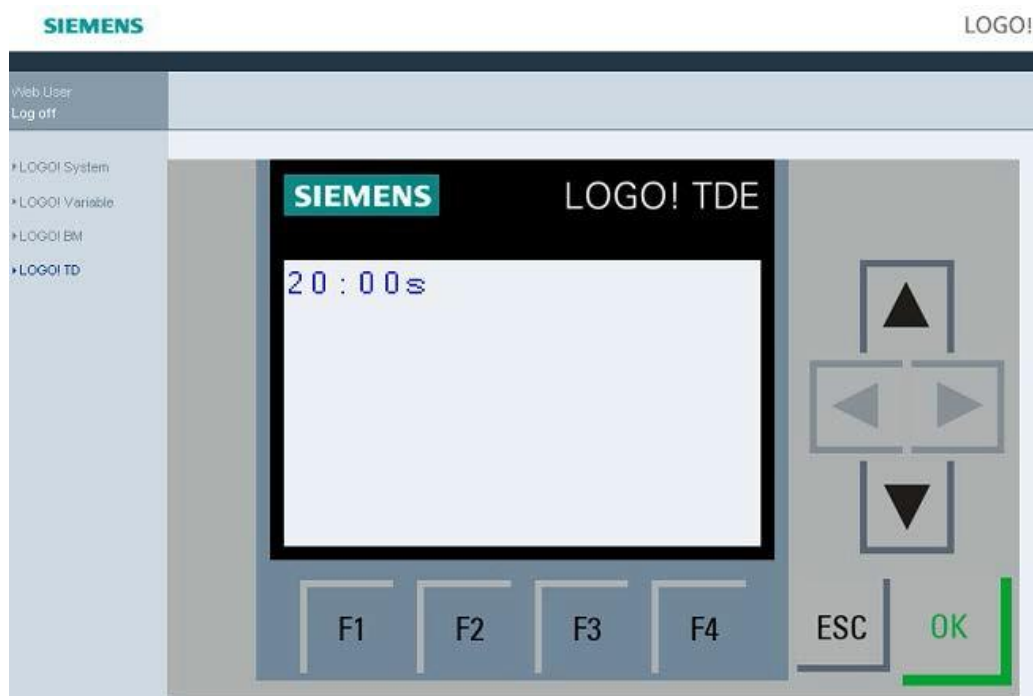 SIEMENS
LOGO!
Web User
Log off
LOGO! System
LOGO! Variable
LOGO! BM
LOGO! TD
SIEMENS
LOGO! TDE
20:00s
F1
F2
F3
F4
ESC
OK